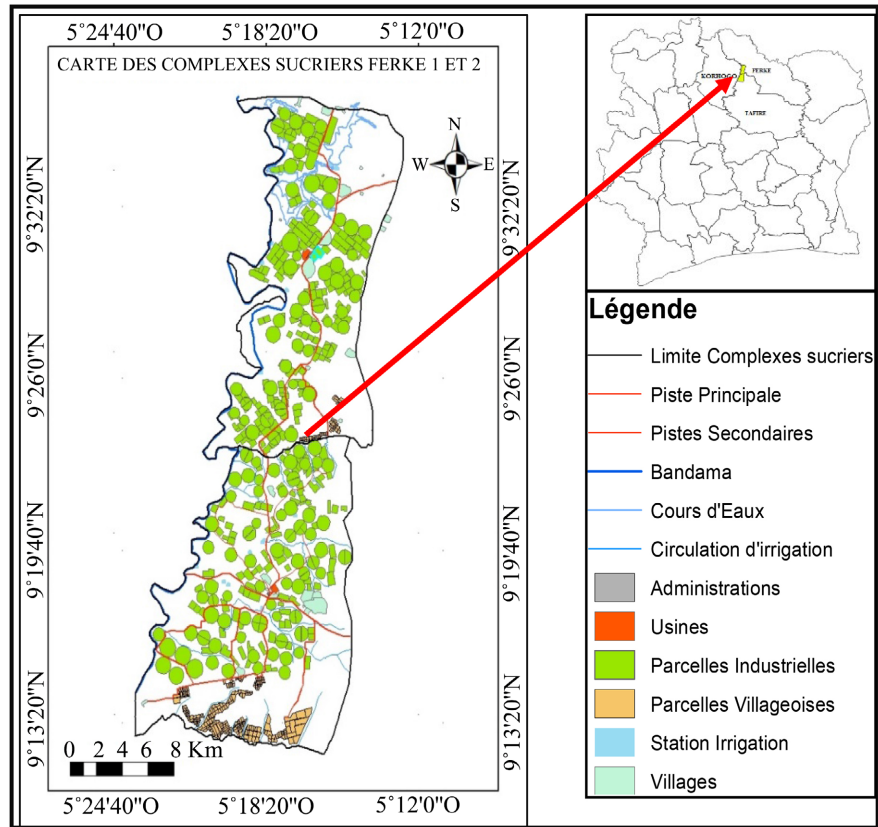 5°24'40''O 5°18'20''O 5°12'0''O
CARTE DES COMPLEXES SUCRIERS FERKE 1 ET 2
N
W E
S
9°32'20''N 9°32'20''N
9°26'0''N 9°26'0''N
9°19'40''N 9°19'40''N
9°13'20''N 9°13'20''N
0 2 4 6 8 Km
5°24'40''O 5°18'20''O 5°12'0''O
KORHOGO FERKE
TAFIRE
Légende
Limite Complexes sucriers
Piste Principale
Pistes Secondaires
Bandama
Cours d'Eaux
Circulation d'irrigation
Administrations
Usines
Parcelles Industrielles
Parcelles Villageoises
Station Irrigation
Villages